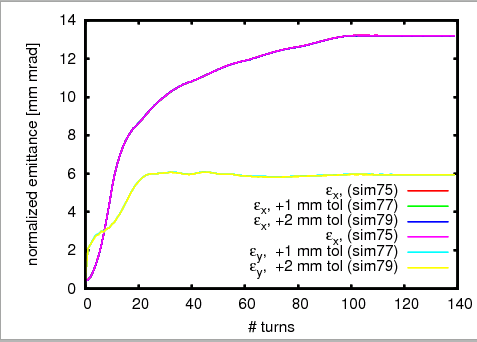 normalized emittance [mm mrad]
14
12
10
8
6
4
2
0
εx, (sim75)
εx, +1 mm tol (sim77)
εx, +2 mm tol (sim79)
εx, (sim75)
εy, +1 mm tol (sim77)
εy, +2 mm tol (sim79)
0 20 40 60 80 100 120 140
# turns